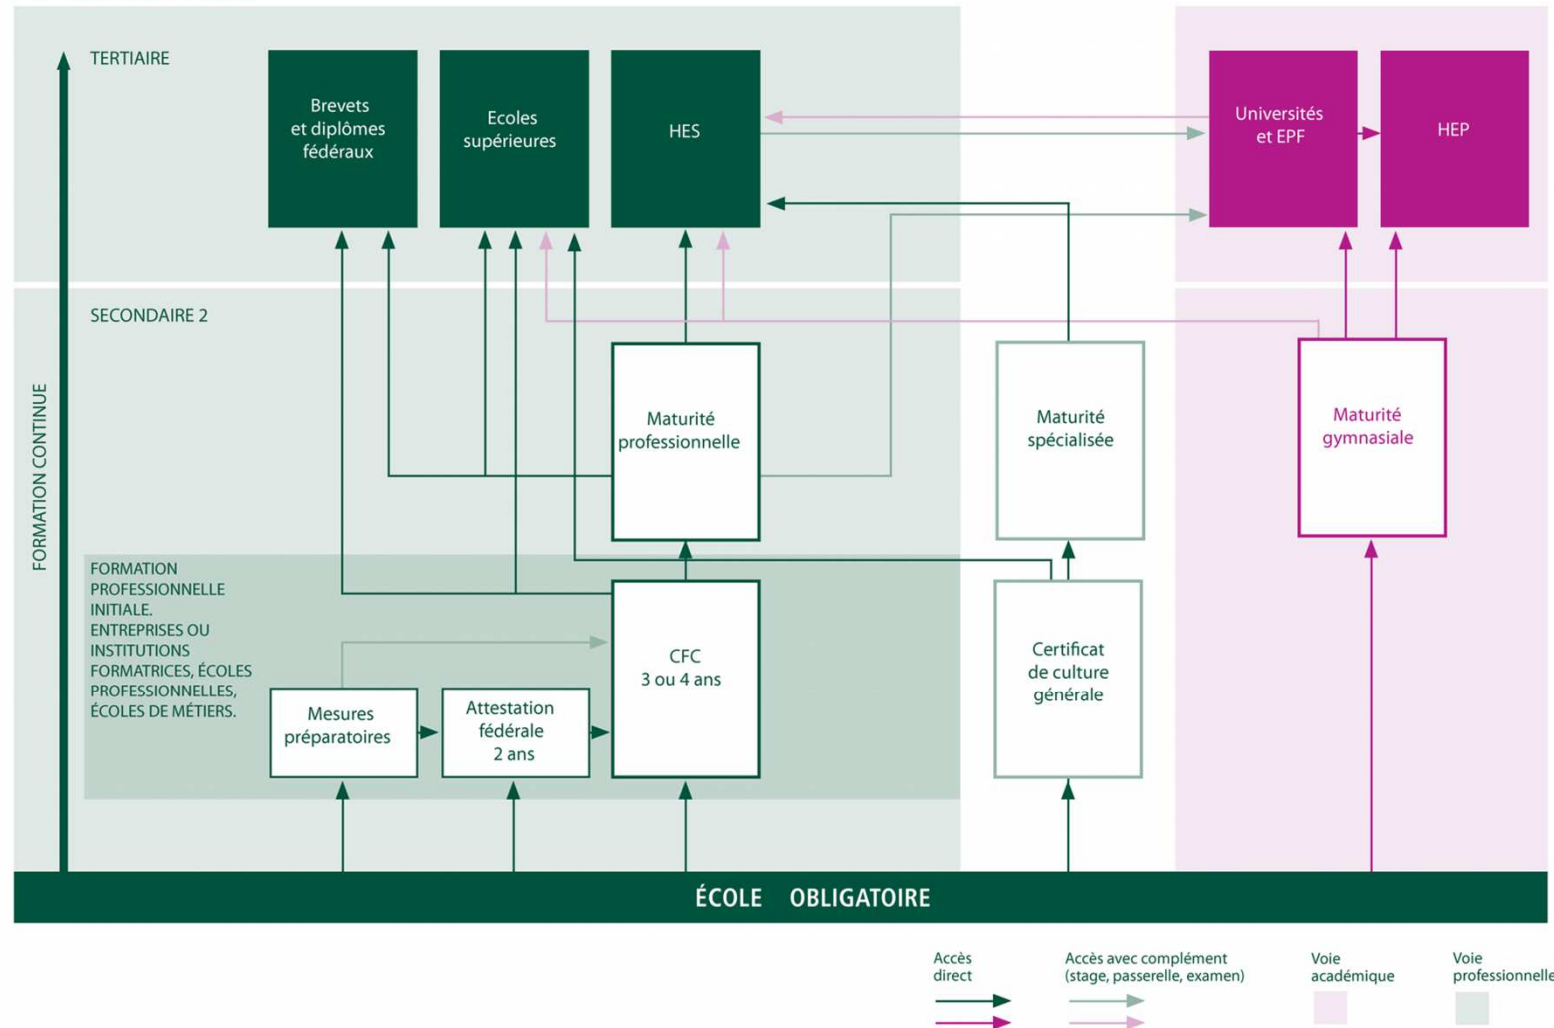 TERTIAIRE
Brevets
et diplômes
fédéraux
Ecoles
supérieures
HES
Universités
et EPF
HEP
SECONDAIRE 2
FORMATION CONTINUE
Maturité
professionnelle
Maturité
spécialisée
Maturité
gymnasiale
FORMATION
PROFESSIONNELLE
INITIALE.
ENTREPRISES OU
INSTITUTIONS
FORMATRICES, ÉCOLES
PROFESSIONNELLES,
ÉCOLES DE MÉTIERS.
Mesures
préparatoires
Attestation
fédérale
2 ans
CFC
3 ou 4 ans
Certificat
de culture
générale
ÉCOLE OBLIGATOIRE
Accès
direct
Accès avec complément
(stage, passerelle, examen)
Voie
académique
Voie
professionnelle